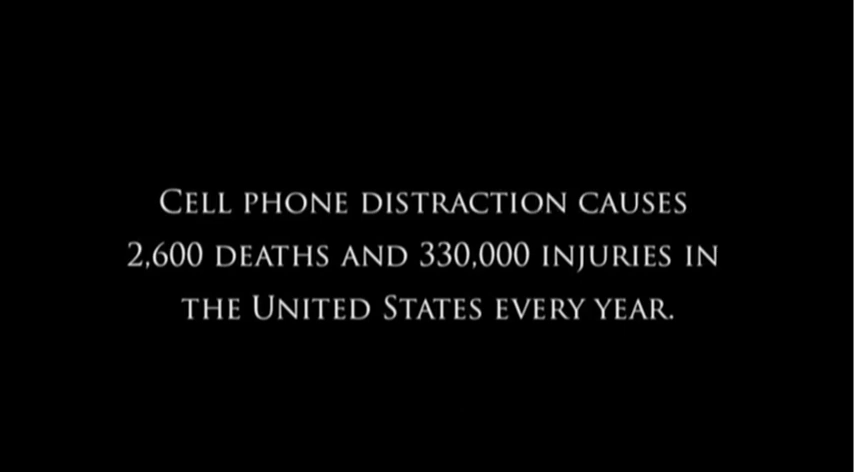 Cell phone distraction causes
2,600 deaths and 330,000 injuries in
the United States every year.